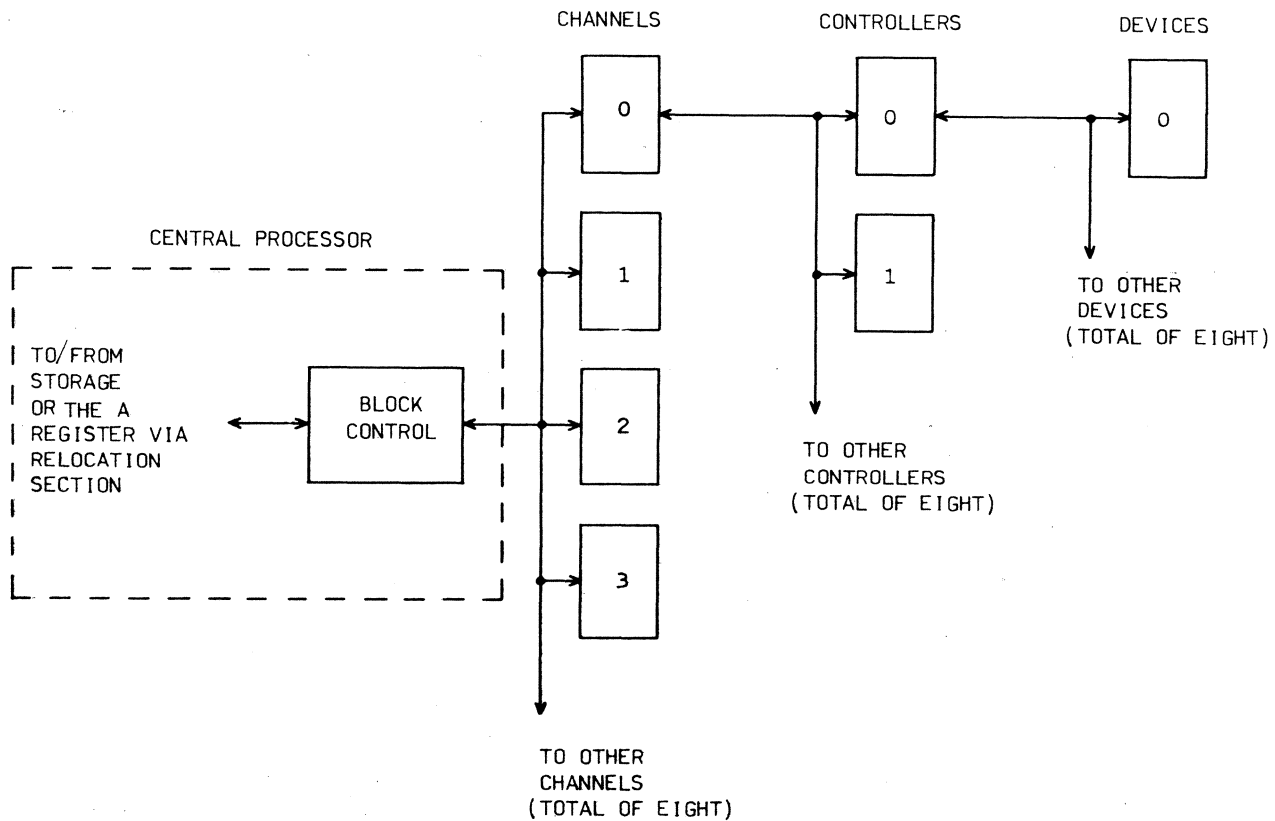 CHANNELS
CONTROLLERS
DEVICES
0
0
0
CENTRAL PROCESSOR
1
1
TO OTHER
DEVICES
(TOTAL OF EIGHT)
TO/FROM
STORAGE
OR THE A
REGISTER VIA
RELOCATION
SECTION
BLOCK
CONTROL
2
TO OTHER
CONTROLLERS
(TOTAL OF EIGHT)
3
TO OTHER
CHANNELS
(TOTAL OF EIGHT)